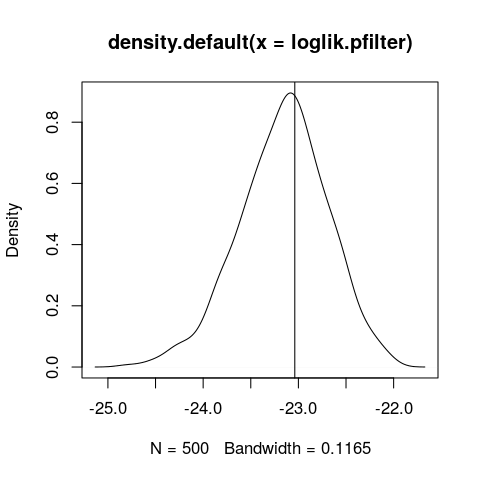 density.default(x = loglik.pfilter)
Density
0.8
0.6
0.4
0.2
0.0
-25.0 -24.0 -23.0 -22.0
N = 500 Bandwidth = 0.1165